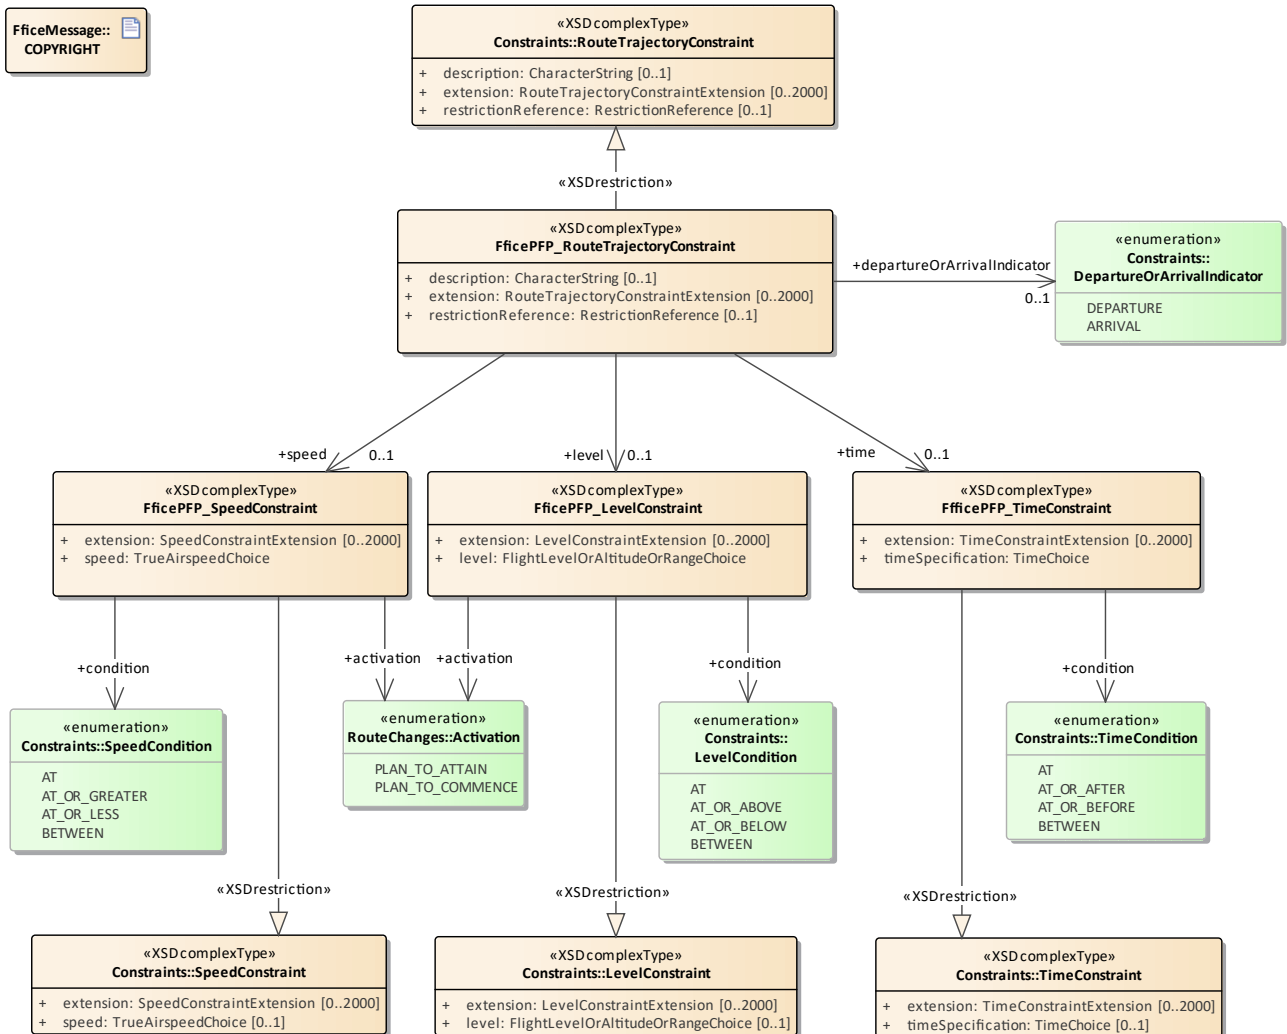 FficeMessage::
COPYRIGHT
«XSDcomplexType»
Constraints::RouteTrajectoryConstraint
+ description: CharacterString [0..1]
+ extension: RouteTrajectoryConstraintExtension [0..2000]
+ restrictionReference: RestrictionReference [0..1]
«XSDrestriction»
«XSDcomplexType»
FficePFP_RouteTrajectoryConstraint
+ description: CharacterString [0..1]
+ extension: RouteTrajectoryConstraintExtension [0..2000]
+ restrictionReference: RestrictionReference [0..1]
+departureOrArrivalIndicator
0..1
«enumeration»
Constraints::
DepartureOrArrivalIndicator
DEPARTURE
ARRIVAL
+speed 0..1
+level 0..1
+time 0..1
«XSDcomplexType»
FficePFP_SpeedConstraint
+ extension: SpeedConstraintExtension [0..2000]
+ speed: TrueAirspeedChoice
«XSDcomplexType»
FficePFP_LevelConstraint
+ extension: LevelConstraintExtension [0..2000]
+ level: FlightLevelOrAltitudeOrRangeChoice
«XSDcomplexType»
FfficePFP_TimeConstraint
+ extension: TimeConstraintExtension [0..2000]
+ timeSpecification: TimeChoice
+condition
+activation
+activation
+condition
+condition
«enumeration»
Constraints::SpeedCondition
AT
AT_OR_GREATER
AT_OR_LESS
BETWEEN
«enumeration»
RouteChanges::Activation
PLAN_TO_ATTAIN
PLAN_TO_COMMENCE
«enumeration»
Constraints::
LevelCondition
AT
AT_OR_ABOVE
AT_OR_BELOW
BETWEEN
«enumeration»
Constraints::TimeCondition
AT
AT_OR_AFTER
AT_OR_BEFORE
BETWEEN
«XSDrestriction»
«XSDrestriction»
«XSDrestriction»
«XSDcomplexType»
Constraints::SpeedConstraint
+ extension: SpeedConstraintExtension [0..2000]
+ speed: TrueAirspeedChoice [0..1]
«XSDcomplexType»
Constraints::LevelConstraint
+ extension: LevelConstraintExtension [0..2000]
+ level: FlightLevelOrAltitudeOrRangeChoice [0..1]
«XSDcomplexType»
Constraints::TimeConstraint
+ extension: TimeConstraintExtension [0..2000]
+ timeSpecification: TimeChoice [0..1]